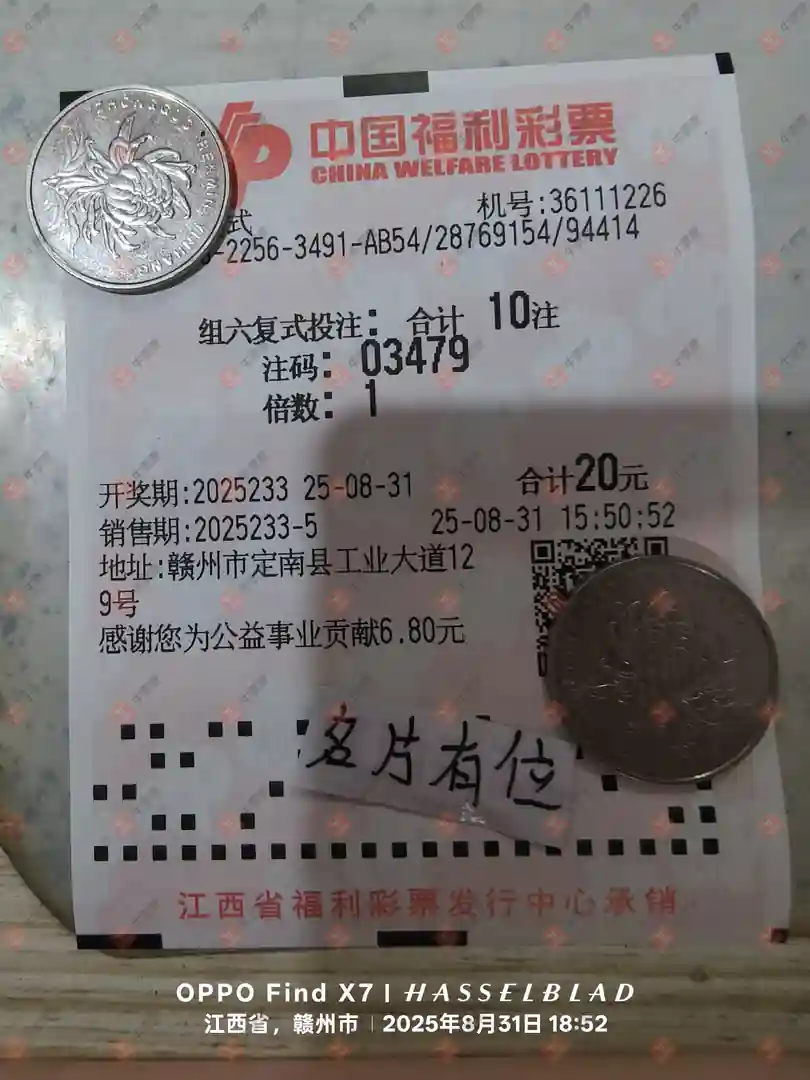 中国福利彩票
CHINA WELFARE LOTTERY
机号:36111226
式
-2256-3491-AB54/28769154/94414
组六复式投注: 合计 10注
注码: 03479
倍数: 1
开奖期:2025233 25-08-31 合计20元
销售期:2025233-5 25-08-31 15:50:52
地址:赣州市定南县工业大道12
9号
感谢您为公益事业贡献6.80元
名片有位
江西省福利彩票发行中心承销
OPPO Find X7 | HASSELBLAD
江西省，赣州市 | 2025年8月31日 18:52